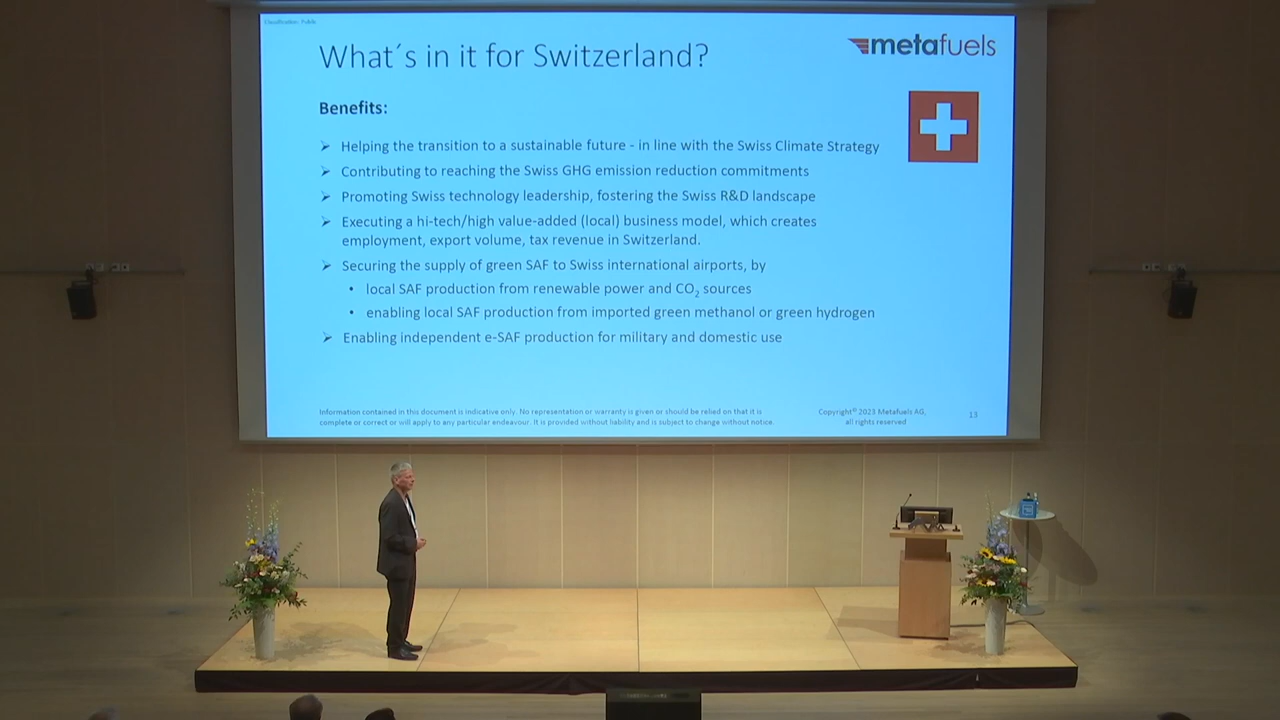 Classification: Public
What´s in it for Switzerland?
metafuels
Benefits:
➢ Helping the transition to a sustainable future - in line with the Swiss Climate Strategy
➢ Contributing to reaching the Swiss GHG emission reduction commitments
➢ Promoting Swiss technology leadership, fostering the Swiss R&D landscape
➢ Executing a hi-tech/high value-added (local) business model, which creates
employment, export volume, tax revenue in Switzerland.
➢ Securing the supply of green SAF to Swiss international airports, by
• local SAF production from renewable power and CO₂ sources
• enabling local SAF production from imported green methanol or green hydrogen
➢ Enabling independent e-SAF production for military and domestic use
Information contained in this document is indicative only. No representation or warranty is given or should be relied on that it is
complete or correct or will apply to any particular endeavour. It is provided without liability and is subject to change without notice.
Copyright© 2023 Metafuels AG,
all rights reserved
13